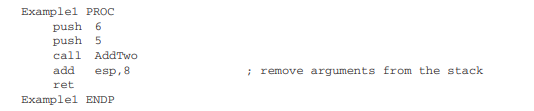 Example1 PROC
push 6
push 5
call AddTwo
add esp,8 ; remove arguments from the stack
ret
Example1 ENDP